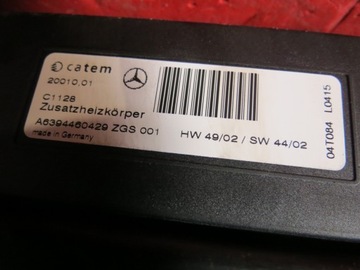 catem
20010.01
C1128
Zusatzheizkörper
A6394460429 ZGS 001
HW 49/02 / SW 44/02
made in Germany
04T084 L0415